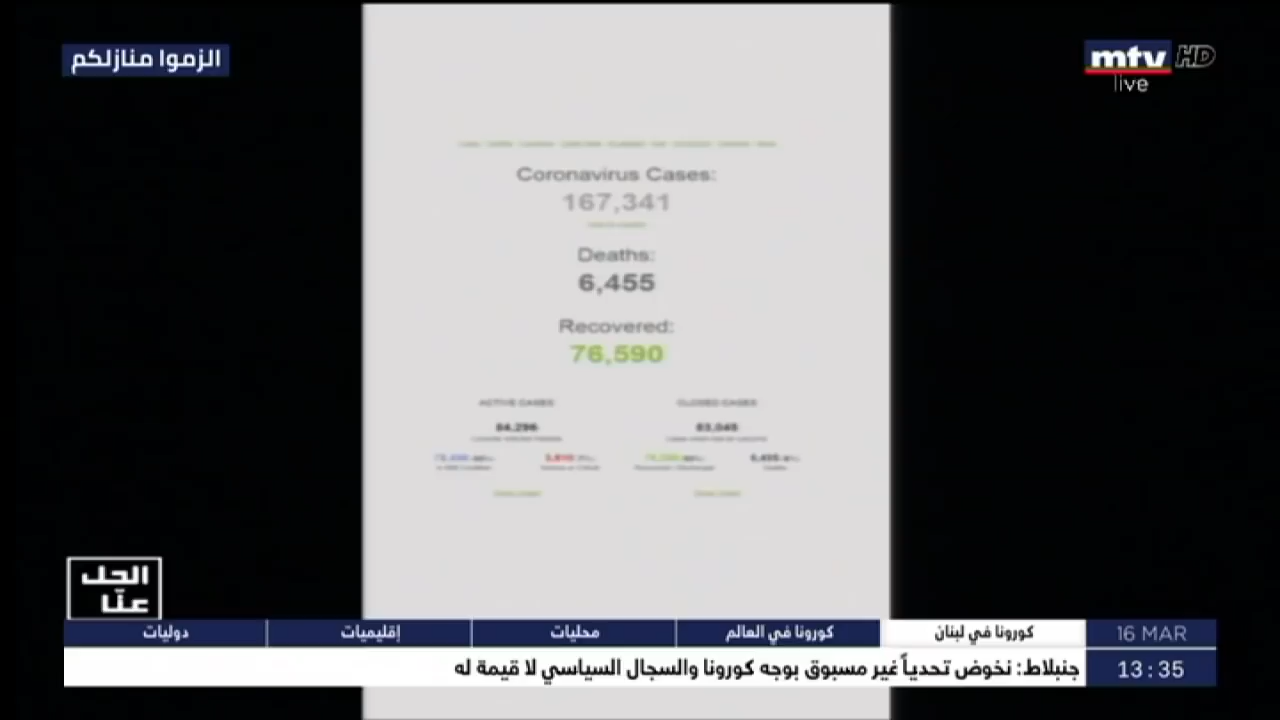 الزموا منازلكم
mtv HD
live
Coronavirus Cases:
167,341
Deaths:
6,455
Recovered:
76,590
ACTIVE CASES
84,296
CLOSED CASES
83,045
الحل
عنّا
كورونا في لبنان
كورونا في العالم
محليات
إقليميات
دوليات
16 MAR
جنبلاط: نخوض تحدياً غير مسبوق بوجه كورونا والسجال السياسي لا قيمة له
13:35